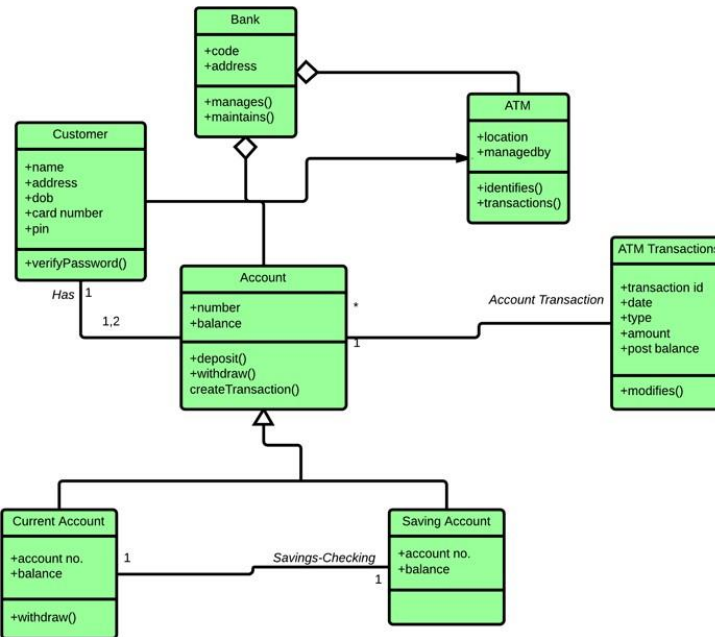 Bank
+code
+address
+manages()
+maintains()
ATM
+location
+managedby
+identifies()
+transactions()
Customer
+name
+address
+dob
+card number
+pin
+verifyPassword()
Has
1
1,2
Account
+number
+balance
+deposit()
+withdraw()
createTransaction()
*
1
Account Transaction
ATM Transactions
+transaction id
+date
+type
+amount
+post balance
+modifies()
Current Account
+account no.
+balance
+withdraw()
1
Savings-Checking
1
Saving Account
+account no.
+balance